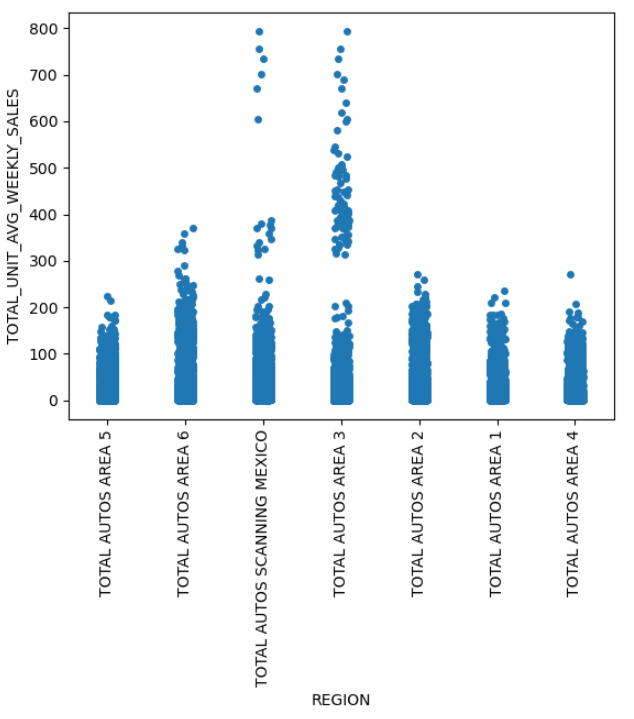 TOTAL_UNIT_AVG_WEEKLY_SALES
800
700
600
500
400
300
200
100
0
TOTAL AUTOS AREA 5
TOTAL AUTOS AREA 6
TOTAL AUTOS SCANNING MEXICO
TOTAL AUTOS AREA 3
TOTAL AUTOS AREA 2
TOTAL AUTOS AREA 1
TOTAL AUTOS AREA 4
REGION